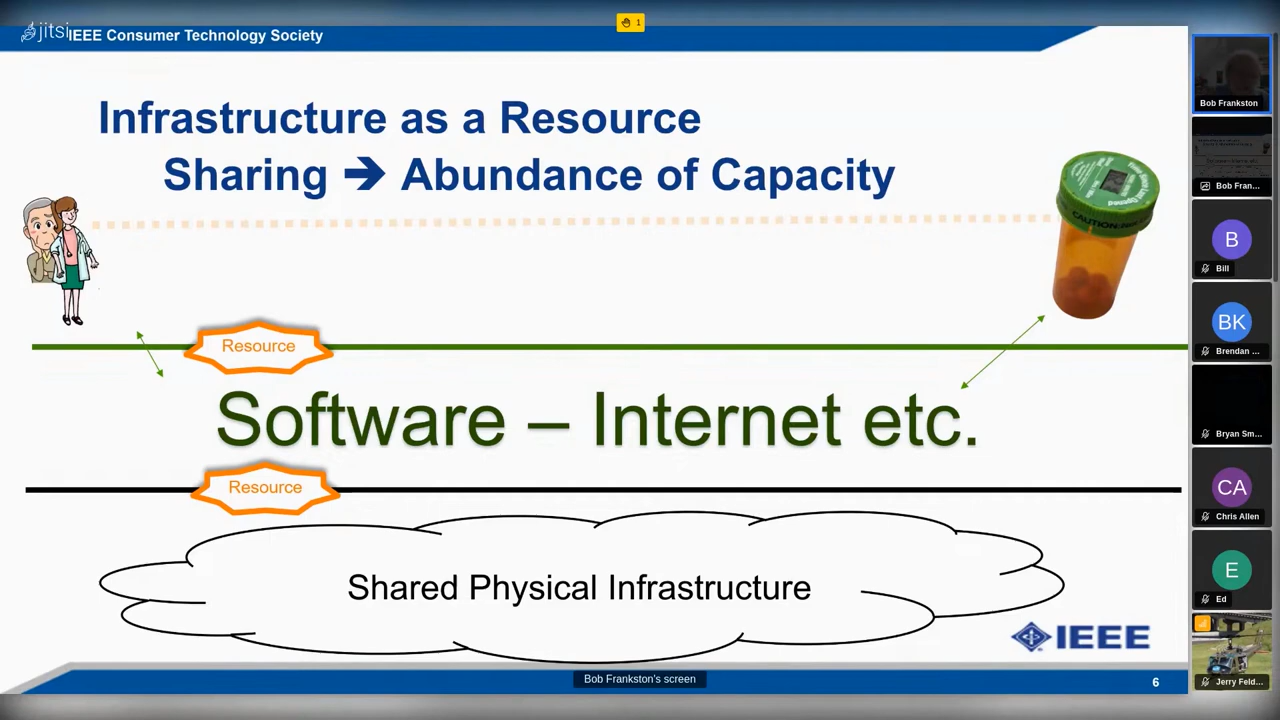 jitsi
IEEE Consumer Technology Society
1
Infrastructure as a Resource
Sharing ➔ Abundance of Capacity
CAUTION
Resource
Software – Internet etc.
Resource
Shared Physical Infrastructure
IEEE
6
Bob Frankston's screen
Bob Frankston
Bob Fran...
B
Bill
BK
Brendan ...
Bryan Sm...
CA
Chris Allen
E
Ed
Jerry Feld...